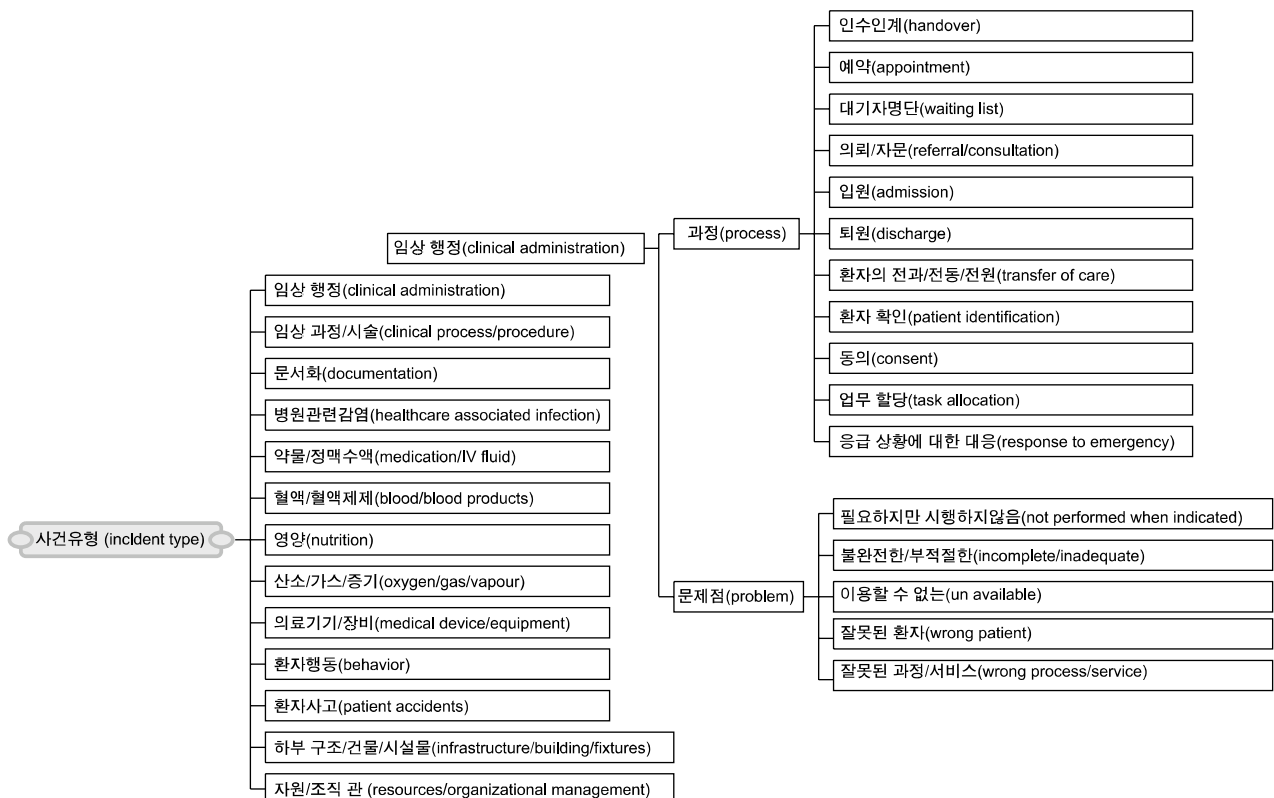 사건유형 (incIdent type)
임상 행정(clinical administration)
임상 과정/시술(clinical process/procedure)
문서화(documentation)
병원관련감염(healthcare associated infection)
약물/정맥수액(medication/IV fluid)
혈액/혈액제제(blood/blood products)
영양(nutrition)
산소/가스/증기(oxygen/gas/vapour)
의료기기/장비(medical device/equipment)
환자행동(behavior)
환자사고(patient accidents)
하부 구조/건물/시설물(infrastructure/building/fixtures)
자원/조직 관 (resources/organizational management)
임상 행정(clinical administration)
과정(process)
인수인계(handover)
예약(appointment)
대기자명단(waiting list)
의뢰/자문(referral/consultation)
입원(admission)
퇴원(discharge)
환자의 전과/전동/전원(transfer of care)
환자 확인(patient identification)
동의(consent)
업무 할당(task allocation)
응급 상황에 대한 대응(response to emergency)
문제점(problem)
필요하지만 시행하지않음(not performed when indicated)
불완전한/부적절한(incomplete/inadequate)
이용할 수 없는(un available)
잘못된 환자(wrong patient)
잘못된 과정/서비스(wrong process/service)